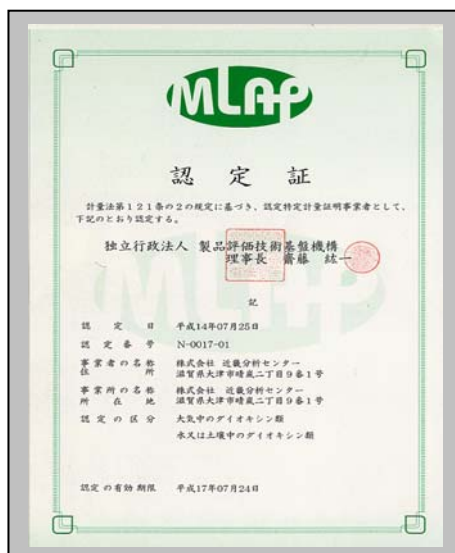 MLAP
認定証
計量法第121条の2の規定に基づき、認定特定計量証明事業者として、
下記のとおり認定する。
独立行政法人 製品評価技術基盤機構
理事長 齋藤 紘一
記
認定日 平成14年07月25日
認定番号 N-0017-01
事業者の名称 株式会社 近畿分析センター
住所 滋賀県大津市晴嵐二丁目9番1号
事業所の名称 株式会社 近畿分析センター
所在地 滋賀県大津市晴嵐二丁目9番1号
認定の区分 大気中のダイオキシン類
水又は土壌中のダイオキシン類
認定の有効期限 平成17年07月24日